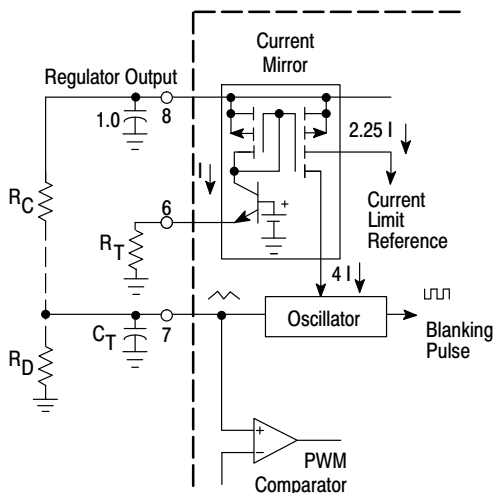 Current
Mirror
Regulator Output
1.0
8
2.25 I
I
R_C
6
+
Current
Limit
Reference
R_T
4 I
Oscillator
Blanking
Pulse
C_T
7
R_D
+
−
PWM
Comparator